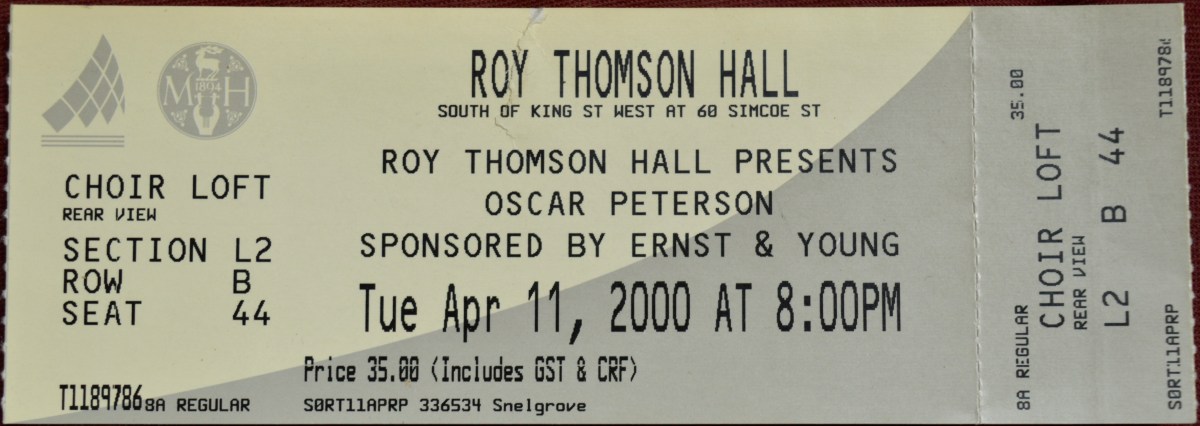 M H
1894
ROY THOMSON HALL
SOUTH OF KING ST WEST AT 60 SIMCOE ST
ROY THOMSON HALL PRESENTS
OSCAR PETERSON
SPONSORED BY ERNST & YOUNG
Tue Apr 11, 2000 AT 8:00PM
Price 35.00 (Includes GST & CRF)
CHOIR LOFT
REAR VIEW
SECTION L2
ROW B
SEAT 44
T1189786 8A REGULAR
SØRT11APRP 336534 Snelgrove
8A REGULAR 35.00
CHOIR LOFT
REAR VIEW
L2 B 44
SØRT11APRP T1189786